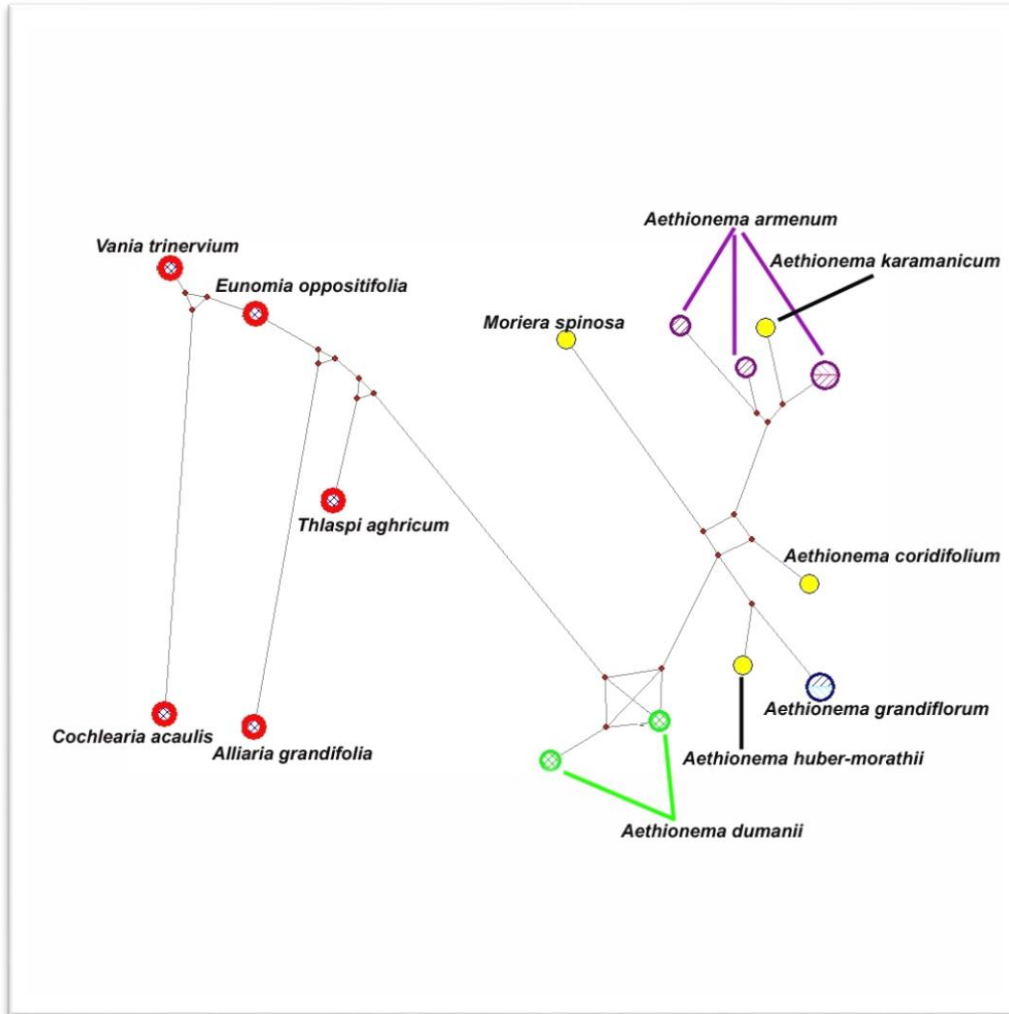 Aethionema armenum
Vania trinervium
Aethionema karamanicum
Eunomia oppositifolia
Moriera spinosa
Thlaspi aghricum
Aethionema coridifolium
Aethionema grandiflorum
Cochlearia acaulis
Alliaria grandifolia
Aethionema huber-morathii
Aethionema dumanii